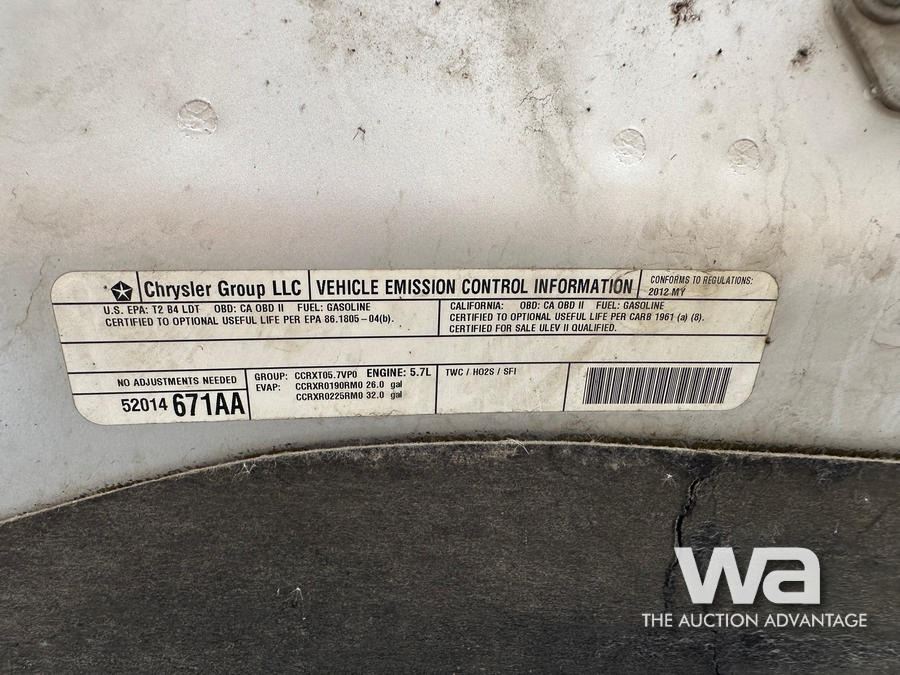 Chrysler Group LLC
VEHICLE EMISSION CONTROL INFORMATION
CONFORMS TO REGULATIONS:
2012 MY
U.S. EPA: T2 B4 LDT OBD: CA OBD II FUEL: GASOLINE
CERTIFIED TO OPTIONAL USEFUL LIFE PER EPA 86.1805-04(b).
CALIFORNIA: OBD: CA OBD II FUEL: GASOLINE
CERTIFIED TO OPTIONAL USEFUL LIFE PER CARB 1961 (a) (8).
CERTIFIED FOR SALE ULEV II QUALIFIED.
NO ADJUSTMENTS NEEDED
52014 671AA
GROUP: CCRXT05.7VP0 ENGINE: 5.7L
EVAP: CCRXR0190RM0 26.0 gal
CCRXR0225RM0 32.0 gal
TWC / HO2S / SFI
wa
THE AUCTION ADVANTAGE